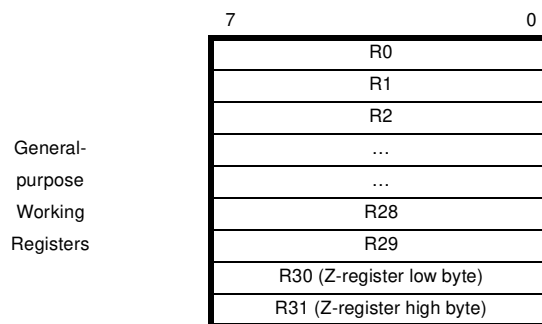 7 0
R0
R1
R2
General- …
purpose …
Working R28
Registers R29
R30 (Z-register low byte)
R31 (Z-register high byte)